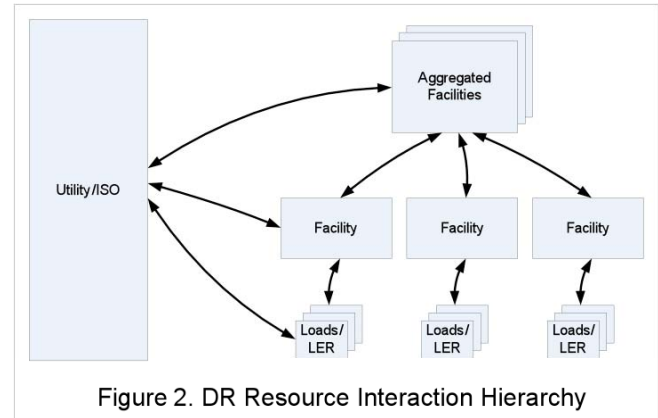 Aggregated
Facilities
Utility/ISO
Facility
Facility
Facility
Loads/
LER
Loads/
LER
Loads/
LER
Figure 2. DR Resource Interaction Hierarchy